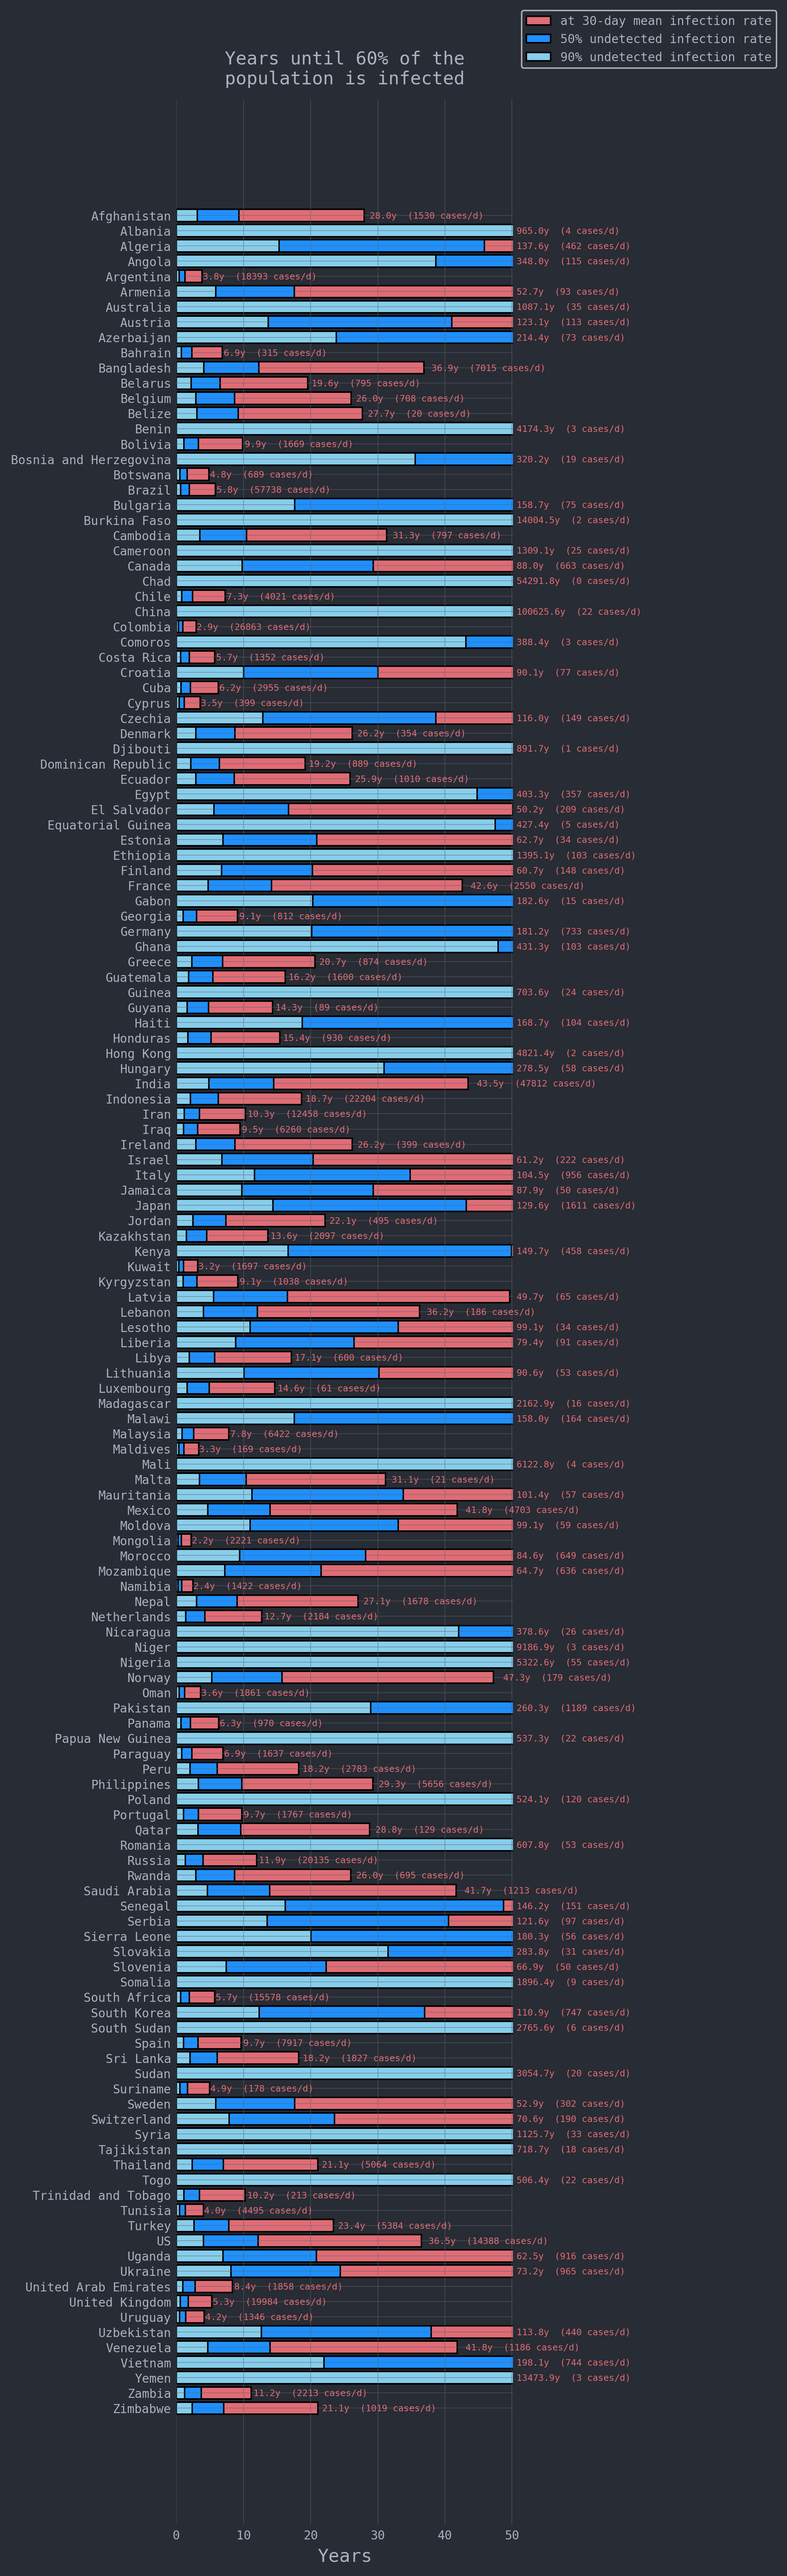 at 30-day mean infection rate
50% undetected infection rate
90% undetected infection rate
Years until 60% of the
population is infected
Afghanistan 28.0y (1530 cases/d)
Albania 965.0y (4 cases/d)
Algeria 137.6y (462 cases/d)
Angola 348.0y (115 cases/d)
Argentina 3.8y (18393 cases/d)
Armenia 52.7y (93 cases/d)
Australia 1087.1y (35 cases/d)
Austria 123.1y (113 cases/d)
Azerbaijan 214.4y (73 cases/d)
Bahrain 6.9y (315 cases/d)
Bangladesh 36.9y (7015 cases/d)
Belarus 19.6y (795 cases/d)
Belgium 26.0y (708 cases/d)
Belize 27.7y (20 cases/d)
Benin 4174.3y (3 cases/d)
Bolivia 9.9y (1669 cases/d)
Bosnia and Herzegovina 320.2y (19 cases/d)
Botswana 4.8y (689 cases/d)
Brazil 5.8y (57738 cases/d)
Bulgaria 158.7y (75 cases/d)
Burkina Faso 14004.5y (2 cases/d)
Cambodia 31.3y (797 cases/d)
Cameroon 1309.1y (25 cases/d)
Canada 88.0y (663 cases/d)
Chad 54291.8y (0 cases/d)
Chile 7.3y (4021 cases/d)
China 100625.6y (22 cases/d)
Colombia 2.9y (26863 cases/d)
Comoros 388.4y (3 cases/d)
Costa Rica 5.7y (1352 cases/d)
Croatia 90.1y (77 cases/d)
Cuba 6.2y (2955 cases/d)
Cyprus 3.5y (399 cases/d)
Czechia 116.0y (149 cases/d)
Denmark 26.2y (354 cases/d)
Djibouti 891.7y (1 cases/d)
Dominican Republic 19.2y (889 cases/d)
Ecuador 25.9y (1010 cases/d)
Egypt 403.3y (357 cases/d)
El Salvador 50.2y (209 cases/d)
Equatorial Guinea 427.4y (5 cases/d)
Estonia 62.7y (34 cases/d)
Ethiopia 1395.1y (103 cases/d)
Finland 60.7y (148 cases/d)
France 42.6y (2550 cases/d)
Gabon 182.6y (15 cases/d)
Georgia 9.1y (812 cases/d)
Germany 181.2y (733 cases/d)
Ghana 431.3y (103 cases/d)
Greece 20.7y (874 cases/d)
Guatemala 16.2y (1600 cases/d)
Guinea 703.6y (24 cases/d)
Guyana 14.3y (89 cases/d)
Haiti 168.7y (104 cases/d)
Honduras 15.4y (930 cases/d)
Hong Kong 4821.4y (2 cases/d)
Hungary 278.5y (58 cases/d)
India 43.5y (47812 cases/d)
Indonesia 18.7y (22204 cases/d)
Iran 10.3y (12458 cases/d)
Iraq 9.5y (6260 cases/d)
Ireland 26.2y (399 cases/d)
Israel 61.2y (222 cases/d)
Italy 104.5y (956 cases/d)
Jamaica 87.9y (50 cases/d)
Japan 129.6y (1611 cases/d)
Jordan 22.1y (495 cases/d)
Kazakhstan 13.6y (2097 cases/d)
Kenya 149.7y (458 cases/d)
Kuwait 3.2y (1697 cases/d)
Kyrgyzstan 9.1y (1038 cases/d)
Latvia 49.7y (65 cases/d)
Lebanon 36.2y (186 cases/d)
Lesotho 99.1y (34 cases/d)
Liberia 79.4y (91 cases/d)
Libya 17.1y (600 cases/d)
Lithuania 90.6y (53 cases/d)
Luxembourg 14.6y (61 cases/d)
Madagascar 2162.9y (16 cases/d)
Malawi 158.0y (164 cases/d)
Malaysia 7.8y (6422 cases/d)
Maldives 3.3y (169 cases/d)
Mali 6122.8y (4 cases/d)
Malta 31.1y (21 cases/d)
Mauritania 101.4y (57 cases/d)
Mexico 41.8y (4703 cases/d)
Moldova 99.1y (59 cases/d)
Mongolia 2.2y (2221 cases/d)
Morocco 84.6y (649 cases/d)
Mozambique 64.7y (636 cases/d)
Namibia 2.4y (1422 cases/d)
Nepal 27.1y (1678 cases/d)
Netherlands 12.7y (2184 cases/d)
Nicaragua 378.6y (26 cases/d)
Niger 9186.9y (3 cases/d)
Nigeria 5322.6y (55 cases/d)
Norway 47.3y (179 cases/d)
Oman 3.6y (1861 cases/d)
Pakistan 260.3y (1189 cases/d)
Panama 6.3y (970 cases/d)
Papua New Guinea 537.3y (22 cases/d)
Paraguay 6.9y (1637 cases/d)
Peru 18.2y (2783 cases/d)
Philippines 29.3y (5656 cases/d)
Poland 524.1y (120 cases/d)
Portugal 9.7y (1767 cases/d)
Qatar 28.8y (129 cases/d)
Romania 607.8y (53 cases/d)
Russia 11.9y (20135 cases/d)
Rwanda 26.0y (695 cases/d)
Saudi Arabia 41.7y (1213 cases/d)
Senegal 146.2y (151 cases/d)
Serbia 121.6y (97 cases/d)
Sierra Leone 180.3y (56 cases/d)
Slovakia 283.8y (31 cases/d)
Slovenia 66.9y (50 cases/d)
Somalia 1896.4y (9 cases/d)
South Africa 5.7y (15578 cases/d)
South Korea 110.9y (747 cases/d)
South Sudan 2765.6y (6 cases/d)
Spain 9.7y (7917 cases/d)
Sri Lanka 18.2y (1827 cases/d)
Sudan 3054.7y (20 cases/d)
Suriname 4.9y (178 cases/d)
Sweden 52.9y (302 cases/d)
Switzerland 70.6y (190 cases/d)
Syria 1125.7y (33 cases/d)
Tajikistan 718.7y (18 cases/d)
Thailand 21.1y (5064 cases/d)
Togo 506.4y (22 cases/d)
Trinidad and Tobago 10.2y (213 cases/d)
Tunisia 4.0y (4495 cases/d)
Turkey 23.4y (5384 cases/d)
US 36.5y (14388 cases/d)
Uganda 62.5y (916 cases/d)
Ukraine 73.2y (965 cases/d)
United Arab Emirates 8.4y (1858 cases/d)
United Kingdom 5.3y (19984 cases/d)
Uruguay 4.2y (1346 cases/d)
Uzbekistan 113.8y (440 cases/d)
Venezuela 41.8y (1186 cases/d)
Vietnam 198.1y (744 cases/d)
Yemen 13473.9y (3 cases/d)
Zambia 11.2y (2213 cases/d)
Zimbabwe 21.1y (1019 cases/d)
0 10 20 30 40 50
Years